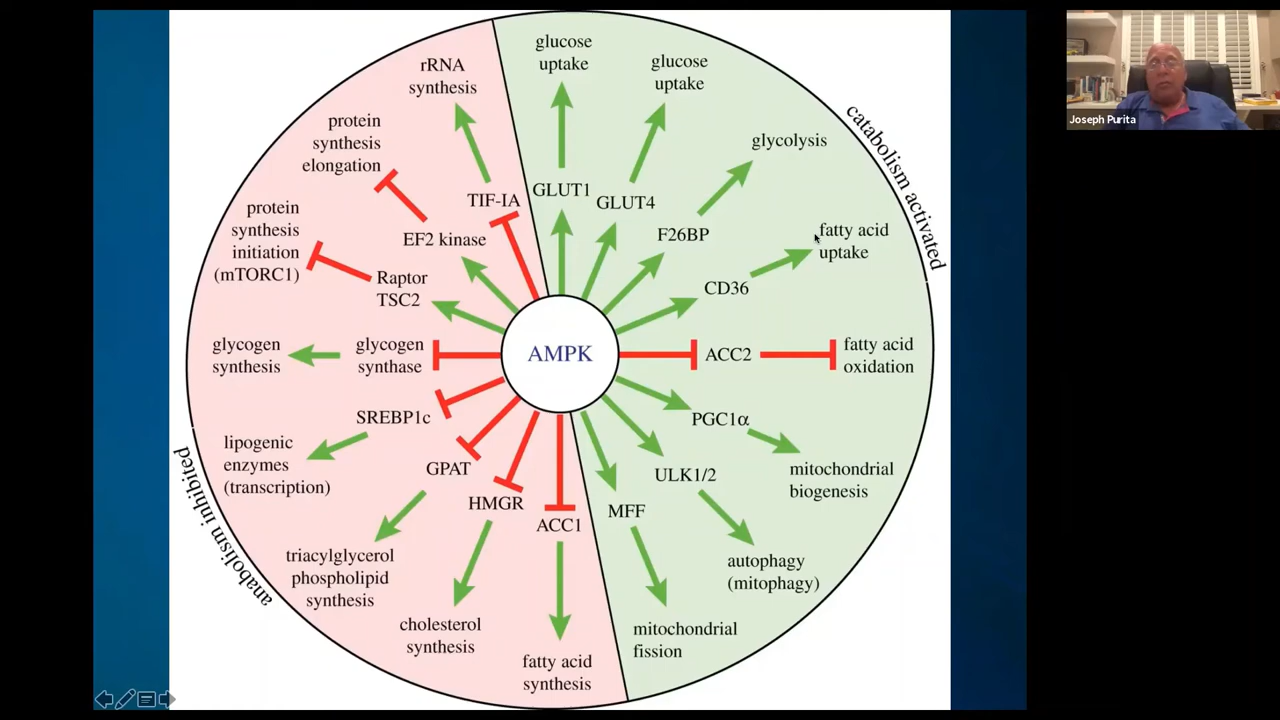 glucose
uptake
glucose
uptake
glycolysis
fatty acid
uptake
fatty acid
oxidation
mitochondrial
biogenesis
autophagy
(mitophagy)
mitochondrial
fission
GLUT1
GLUT4
F26BP
CD36
ACC2
PGC1α
ULK1/2
MFF
catabolism activated
AMPK
rRNA
synthesis
protein
synthesis
elongation
protein
synthesis
initiation
(mTORC1)
glycogen
synthesis
lipogenic
enzymes
(transcription)
triacylglycerol
phospholipid
synthesis
cholesterol
synthesis
fatty acid
synthesis
TIF-IA
EF2 kinase
Raptor
TSC2
glycogen
synthase
SREBP1c
GPAT
HMGR
ACC1
anabolism inhibited
Joseph Purita